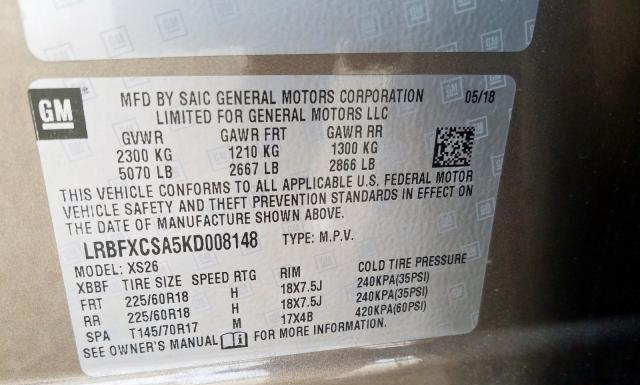 GM
MFD BY SAIC GENERAL MOTORS CORPORATION 05/18
LIMITED FOR GENERAL MOTORS LLC
GVWR GAWR FRT GAWR RR
2300 KG 1210 KG 1300 KG
5070 LB 2667 LB 2866 LB
THIS VEHICLE CONFORMS TO ALL APPLICABLE U.S. FEDERAL MOTOR
VEHICLE SAFETY AND THEFT PREVENTION STANDARDS IN EFFECT ON
THE DATE OF MANUFACTURE SHOWN ABOVE.
LRBFXCSA5KD008148 TYPE: M.P.V.
MODEL: XS26
XBBF TIRE SIZE SPEED RTG RIM COLD TIRE PRESSURE
FRT 225/60R18 H 18X7.5J 240KPA(35PSI)
RR 225/60R18 H 18X7.5J 240KPA(35PSI)
SPA T145/70R17 M 17X4B 420KPA(60PSI)
SEE OWNER'S MANUAL FOR MORE INFORMATION.